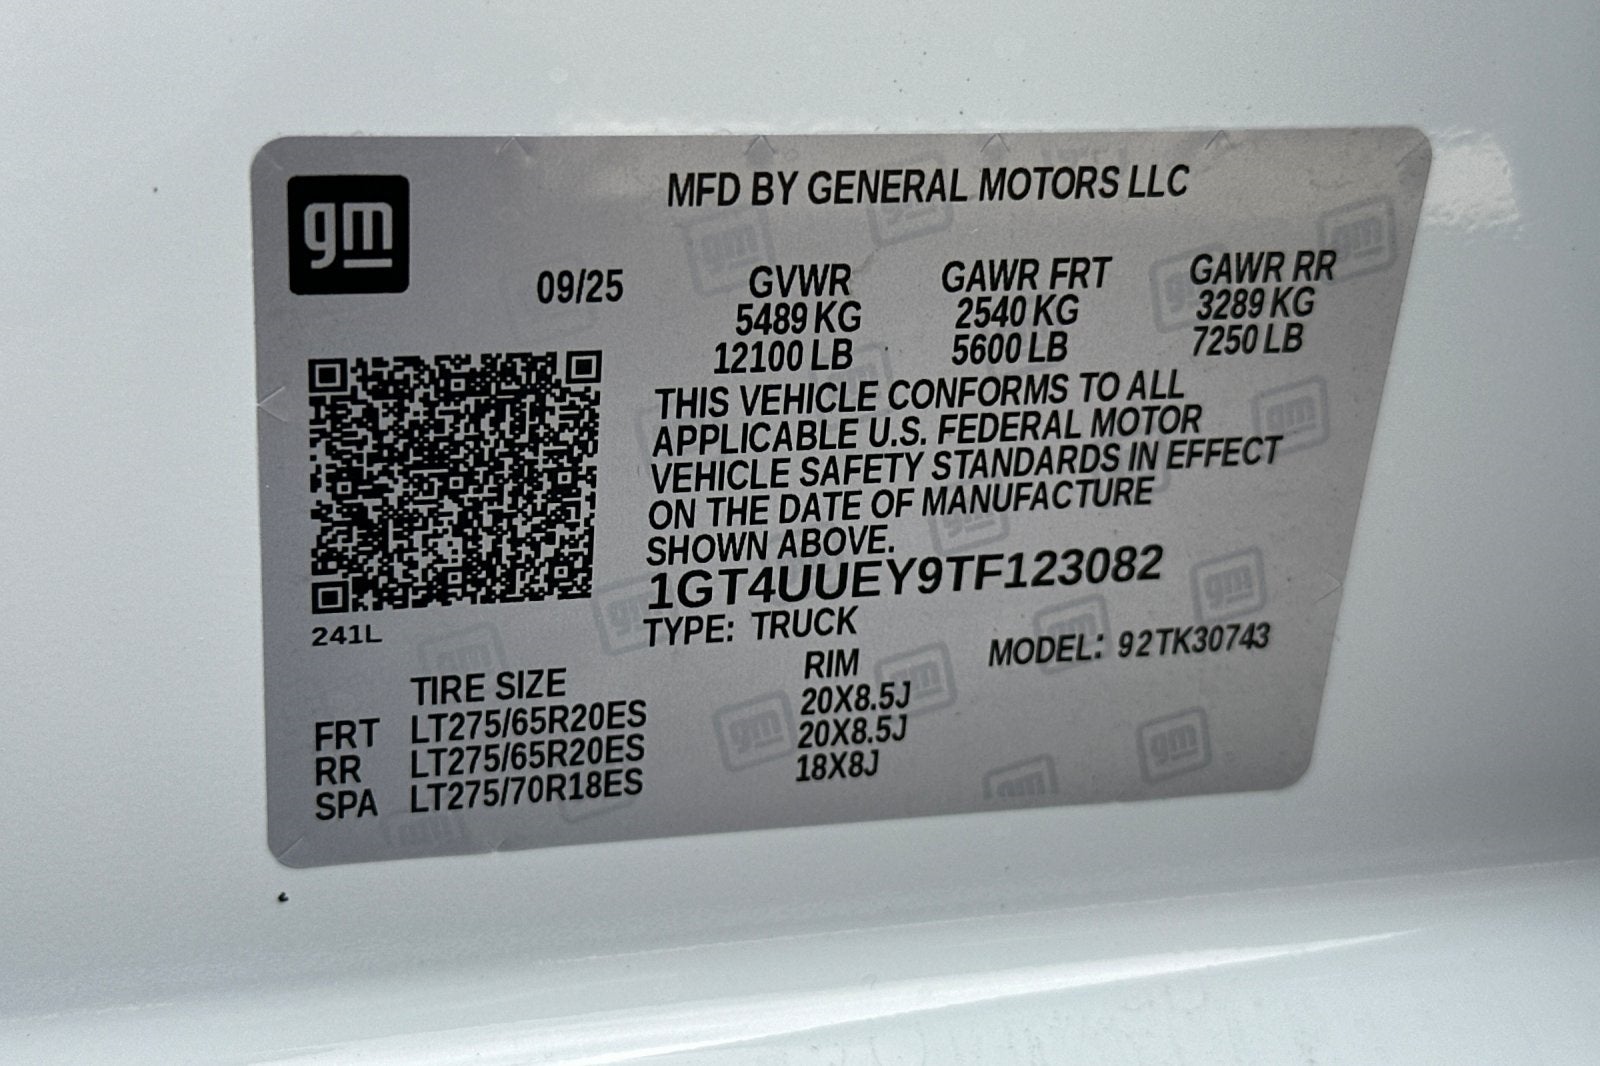 gm
MFD BY GENERAL MOTORS LLC
09/25 GVWR GAWR FRT GAWR RR
5489 KG 2540 KG 3289 KG
12100 LB 5600 LB 7250 LB
THIS VEHICLE CONFORMS TO ALL
APPLICABLE U.S. FEDERAL MOTOR
VEHICLE SAFETY STANDARDS IN EFFECT
ON THE DATE OF MANUFACTURE
SHOWN ABOVE.
1GT4UUEY9TF123082
241L
TYPE: TRUCK MODEL: 92TK30743
TIRE SIZE RIM
FRT LT275/65R20ES 20X8.5J
RR LT275/65R20ES 20X8.5J
SPA LT275/70R18ES 18X8J